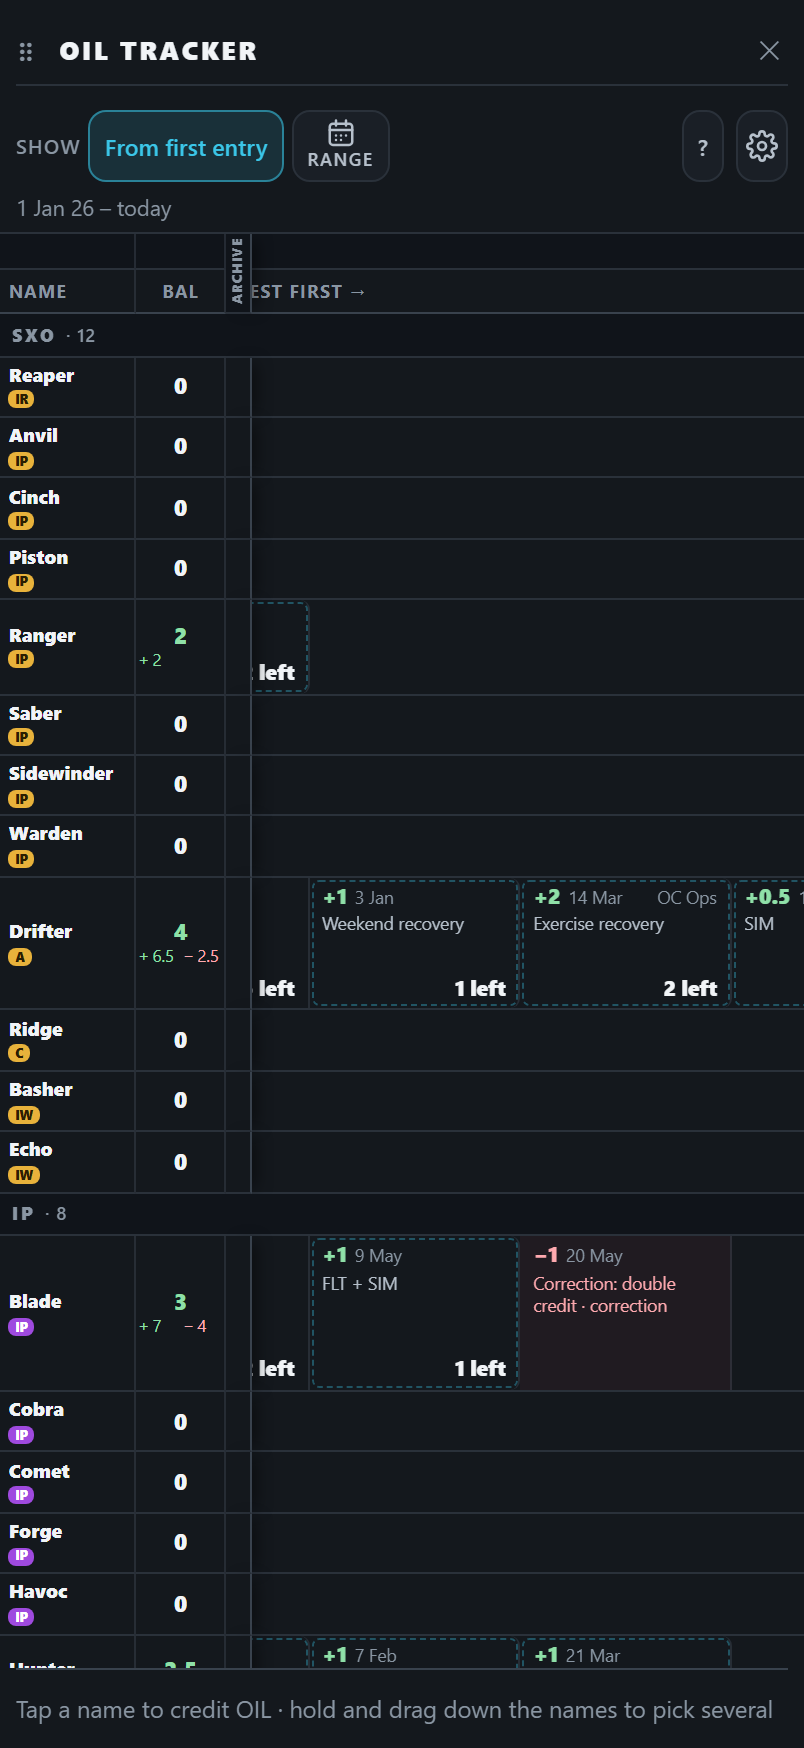 OIL TRACKER
SHOW From first entry RANGE ?
1 Jan 26 – today
ARCHIVE
NAME BAL EST FIRST →
SXO · 12
Reaper 0
IR
Anvil 0
IP
Cinch 0
IP
Piston 0
IP
Ranger 2
IP + 2 left
Saber 0
IP
Sidewinder 0
IP
Warden 0
IP
+1 3 Jan +2 14 Mar OC Ops +0.5
Weekend recovery Exercise recovery SIM
Drifter 4
A + 6.5 – 2.5
left 1 left 2 left
Ridge 0
C
Basher 0
IW
Echo 0
IW
IP · 8
+1 9 May –1 20 May
FLT + SIM Correction: double
credit · correction
Blade 3
IP + 7 – 4
left 1 left
Cobra 0
IP
Comet 0
IP
Forge 0
IP
Havoc 0
IP
+1 7 Feb +1 21 Mar
Tap a name to credit OIL · hold and drag down the names to pick several